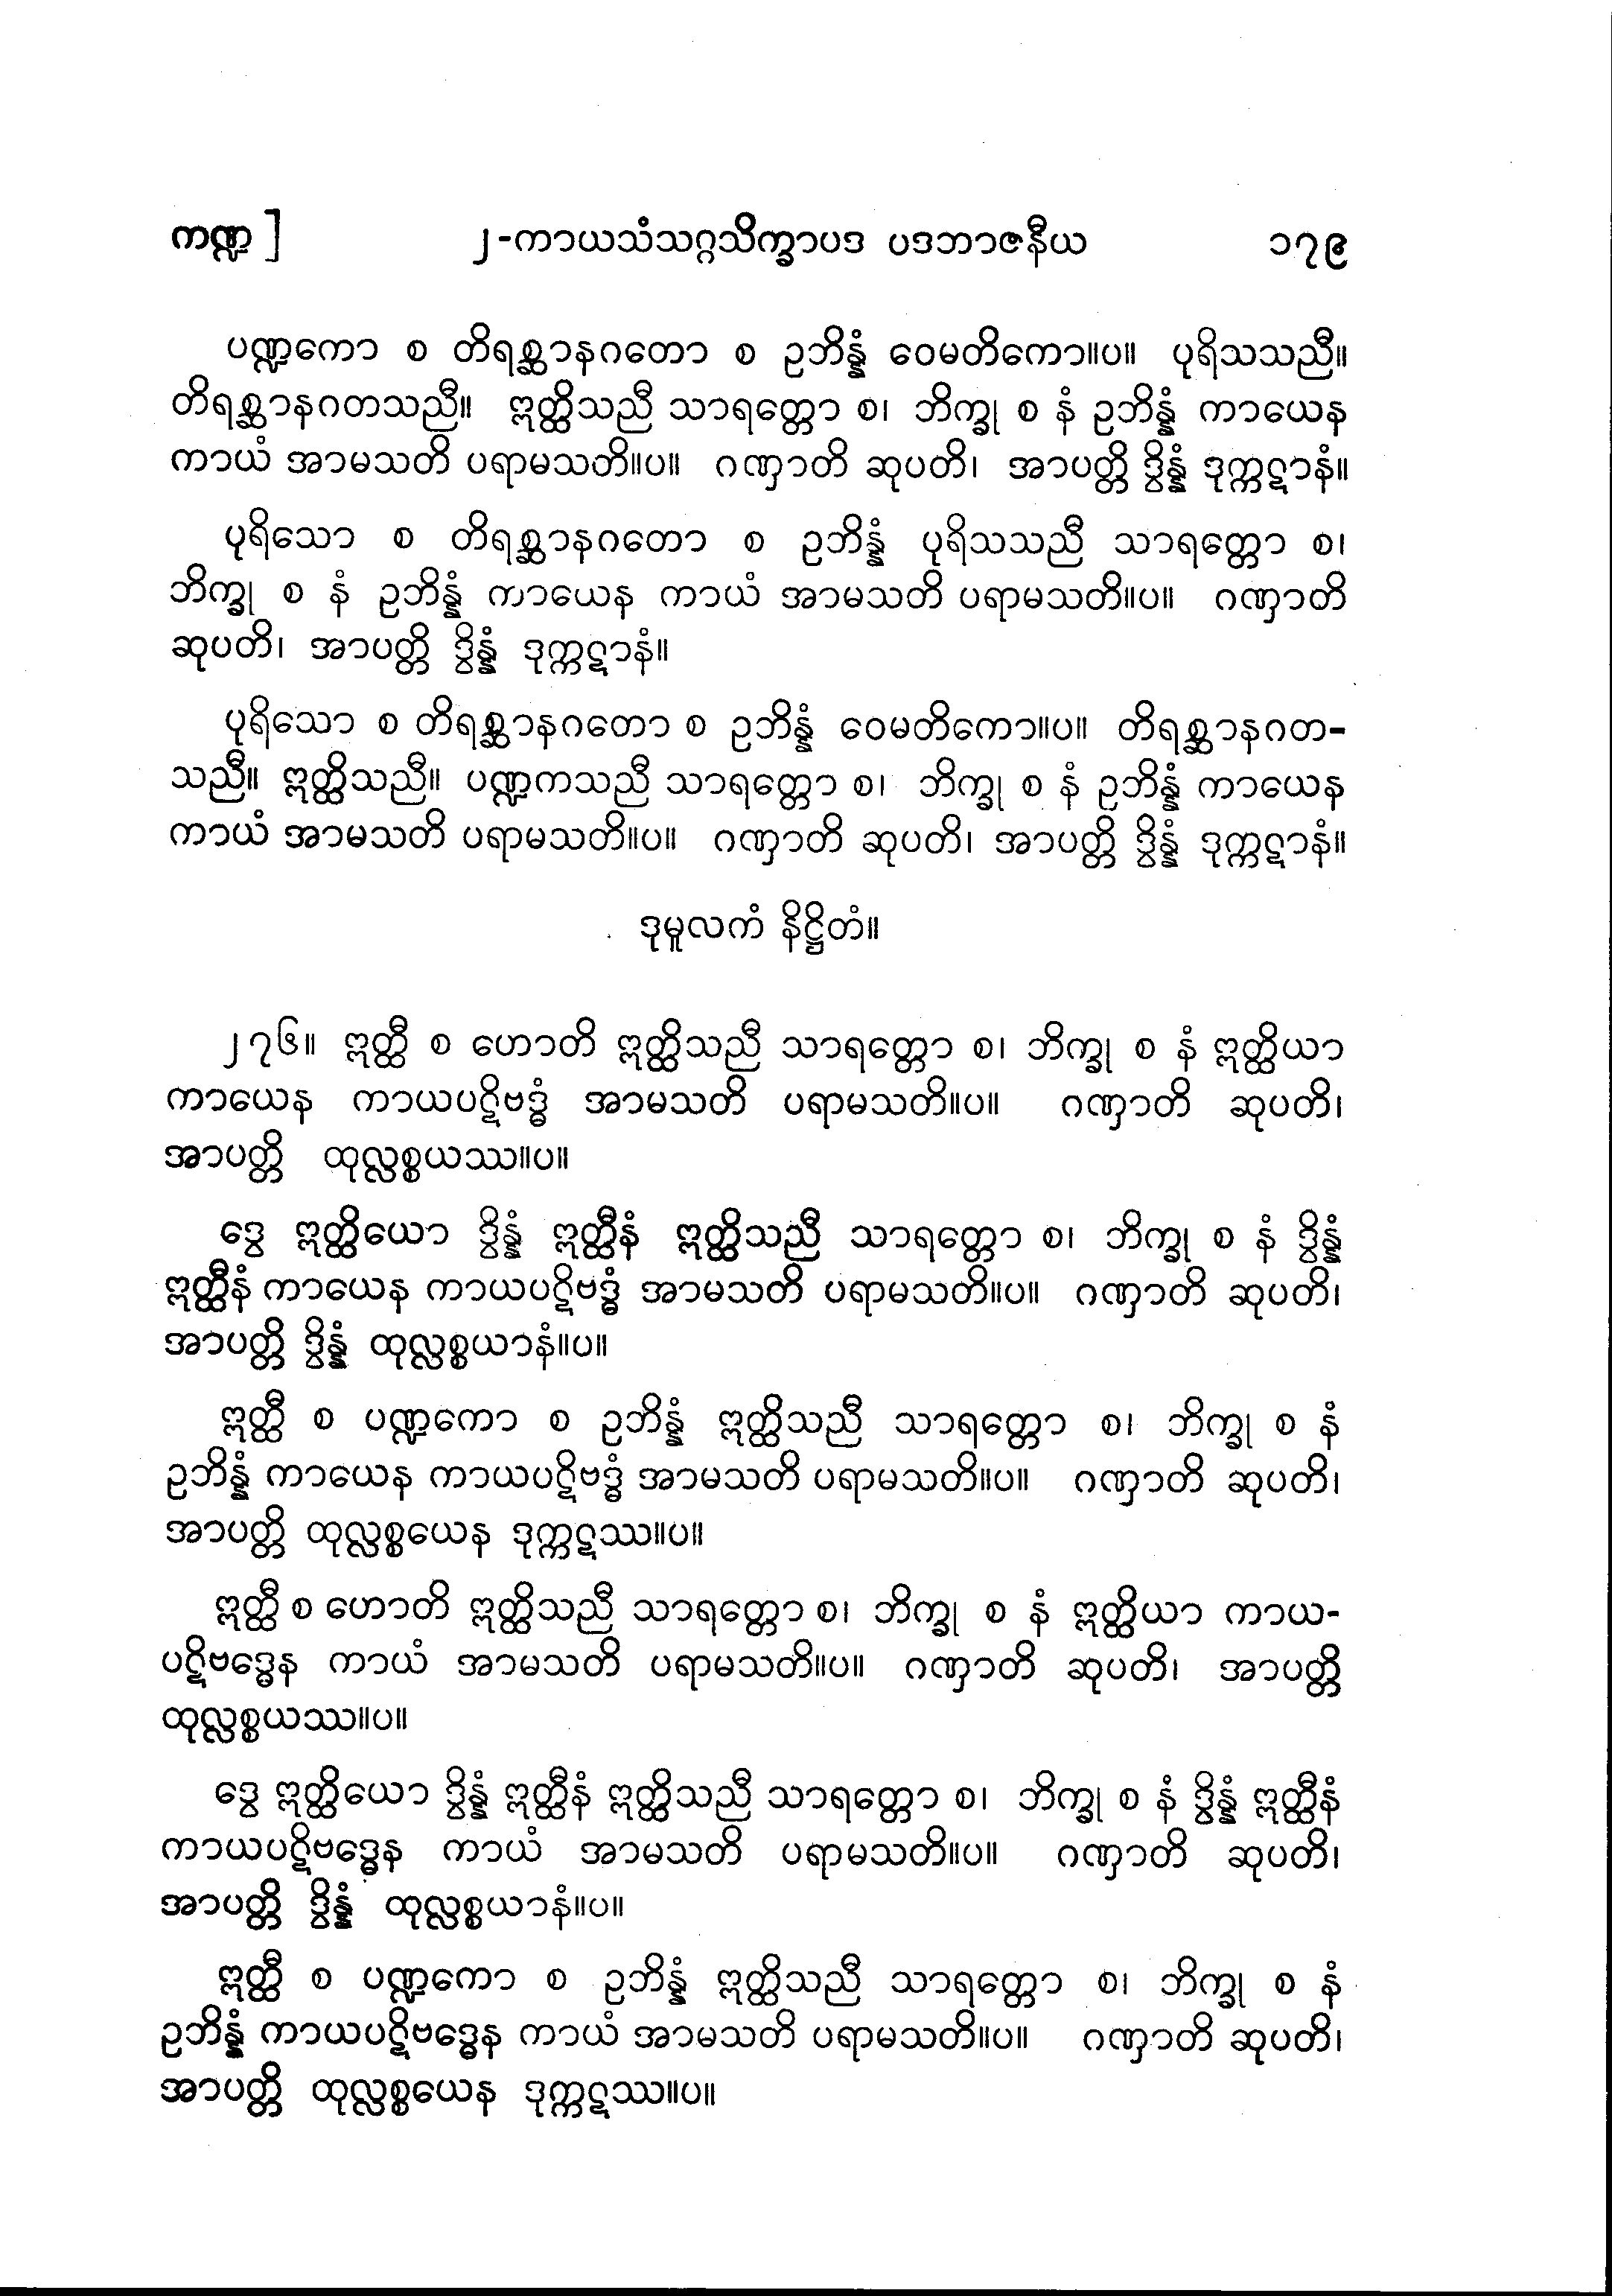 ကဏ္ဍ] ၂-ကာယသံသဂ္ဂသိက္ခာပဒ ပဒဘာဇနီယ ၁၇၉
ပဏ္ဍကော စ တိရစ္ဆာနဂတော စ ဥဘိန္နံ ဝေမတိကော။ပ။ ပုရိသသညီ။
တိရစ္ဆာနဂတသညီ။ ဣတ္ထိသညီ သာရတ္တော စ၊ ဘိက္ခု စ နံ ဥဘိန္နံ ကာယေန
ကာယံ အာမသတိ ပရာမသတိ။ပ။ ဂဏှာတိ ဆုပတိ၊ အာပတ္တိ ဒွိန္နံ ဒုက္ကဋာနံ။
ပုရိသော စ တိရစ္ဆာနဂတော စ ဥဘိန္နံ ပုရိသသညီ သာရတ္တော စ၊
ဘိက္ခု စ နံ ဥဘိန္နံ ကာယေန ကာယံ အာမသတိ ပရာမသတိ။ပ။ ဂဏှာတိ
ဆုပတိ၊ အာပတ္တိ ဒွိန္နံ ဒုက္ကဋာနံ။
ပုရိသော စ တိရစ္ဆာနဂတော စ ဥဘိန္နံ ဝေမတိကော။ပ။ တိရစ္ဆာနဂတ-
သညီ။ ဣတ္ထိသညီ။ ပဏ္ဍကသညီ သာရတ္တော စ၊ ဘိက္ခု စ နံ ဥဘိန္နံ ကာယေန
ကာယံ အာမသတိ ပရာမသတိ။ပ။ ဂဏှာတိ ဆုပတိ၊ အာပတ္တိ ဒွိန္နံ ဒုက္ကဋာနံ။
ဒုမူလကံ နိဋ္ဌိတံ။
၂၇၆။ ဣတ္ထီ စ ဟောတိ ဣတ္ထိသညီ သာရတ္တော စ၊ ဘိက္ခု စ နံ ဣတ္ထိယာ
ကာယေန ကာယပဋိဗဒ္ဓံ အာမသတိ ပရာမသတိ။ပ။ ဂဏှာတိ ဆုပတိ၊
အာပတ္တိ ထုလ္လစ္စယဿ။ပ။
ဒွေ ဣတ္ထိယော ဒွိန္နံ ဣတ္ထီနံ ဣတ္ထိသညီ သာရတ္တော စ၊ ဘိက္ခု စ နံ ဒွိန္နံ
ဣတ္ထီနံ ကာယေန ကာယပဋိဗဒ္ဓံ အာမသတိ ပရာမသတိ။ပ။ ဂဏှာတိ ဆုပတိ၊
အာပတ္တိ ဒွိန္နံ ထုလ္လစ္စယာနံ။ပ။
ဣတ္ထီ စ ပဏ္ဍကော စ ဥဘိန္နံ ဣတ္ထိသညီ သာရတ္တော စ၊ ဘိက္ခု စ နံ
ဥဘိန္နံ ကာယေန ကာယပဋိဗဒ္ဓံ အာမသတိ ပရာမသတိ။ပ။ ဂဏှာတိ ဆုပတိ၊
အာပတ္တိ ထုလ္လစ္စယေန ဒုက္ကဋဿ။ပ။
ဣတ္ထီ စ ဟောတိ ဣတ္ထိသညီ သာရတ္တော စ၊ ဘိက္ခု စ နံ ဣတ္ထိယာ ကာယ-
ပဋိဗဒ္ဓေန ကာယံ အာမသတိ ပရာမသတိ။ပ။ ဂဏှာတိ ဆုပတိ၊ အာပတ္တိ
ထုလ္လစ္စယဿ။ပ။
ဒွေ ဣတ္ထိယော ဒွိန္နံ ဣတ္ထီနံ ဣတ္ထိသညီ သာရတ္တော စ၊ ဘိက္ခု စ နံ ဒွိန္နံ ဣတ္ထီနံ
ကာယပဋိဗဒ္ဓေန ကာယံ အာမသတိ ပရာမသတိ။ပ။ ဂဏှာတိ ဆုပတိ၊
အာပတ္တိ ဒွိန္နံ ထုလ္လစ္စယာနံ။ပ။
ဣတ္ထီ စ ပဏ္ဍကော စ ဥဘိန္နံ ဣတ္ထိသညီ သာရတ္တော စ၊ ဘိက္ခု စ နံ
ဥဘိန္နံ ကာယပဋိဗဒ္ဓေန ကာယံ အာမသတိ ပရာမသတိ။ပ။ ဂဏှာတိ ဆုပတိ၊
အာပတ္တိ ထုလ္လစ္စယေန ဒုက္ကဋဿ။ပ။